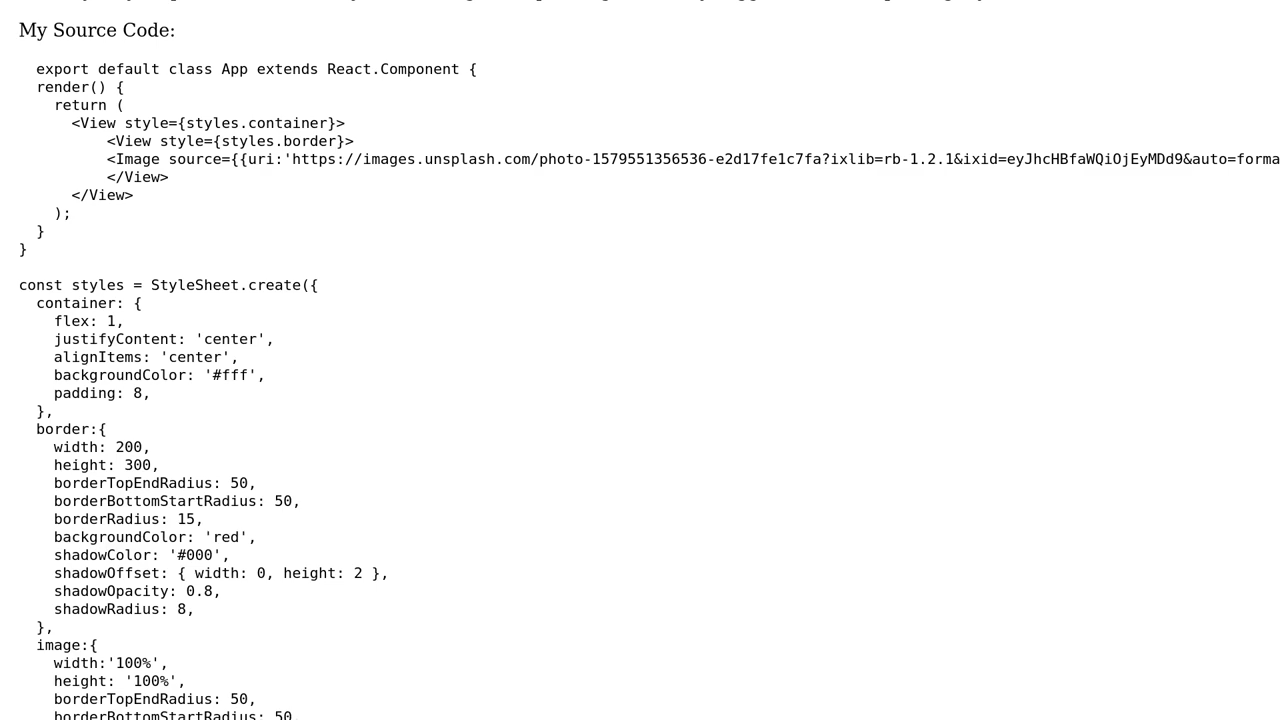 My Source Code:
  export default class App extends React.Component {
  render() {
    return (
      <View style={styles.container}>
          <View style={styles.border}>
          <Image source={{uri:'https://images.unsplash.com/photo-1579551356536-e2d17fe1c7fa?ixlib=rb-1.2.1&ixid=eyJhcHBfaWQiOjEyMDd9&auto=forma
          </View>
      </View>
    );
  }
}
const styles = StyleSheet.create({
  container: {
    flex: 1,
    justifyContent: 'center',
    alignItems: 'center',
    backgroundColor: '#fff',
    padding: 8,
  },
  border:{
    width: 200,
    height: 300,
    borderTopEndRadius: 50,
    borderBottomStartRadius: 50,
    borderRadius: 15,
    backgroundColor: 'red',
    shadowColor: '#000',
    shadowOffset: { width: 0, height: 2 },
    shadowOpacity: 0.8,
    shadowRadius: 8,
  },
  image:{
    width:'100%',
    height: '100%',
    borderTopEndRadius: 50,
    borderBottomStartRadius: 50,